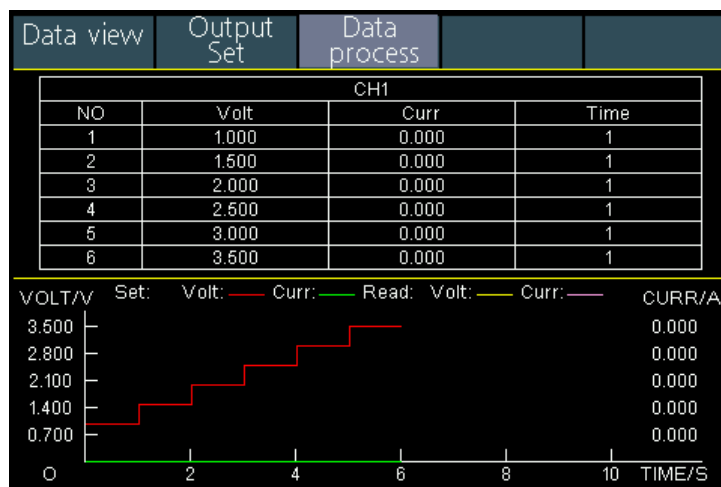 Data view Output Set Data process
CH1
NO Volt Curr Time
1 1.000 0.000 1
2 1.500 0.000 1
3 2.000 0.000 1
4 2.500 0.000 1
5 3.000 0.000 1
6 3.500 0.000 1
VOLT/V Set: Volt: Curr: Read: Volt: Curr: CURR/A
3.500 0.000
2.800 0.000
2.100 0.000
1.400 0.000
0.700 0.000
O 2 4 6 8 10 TIME/S